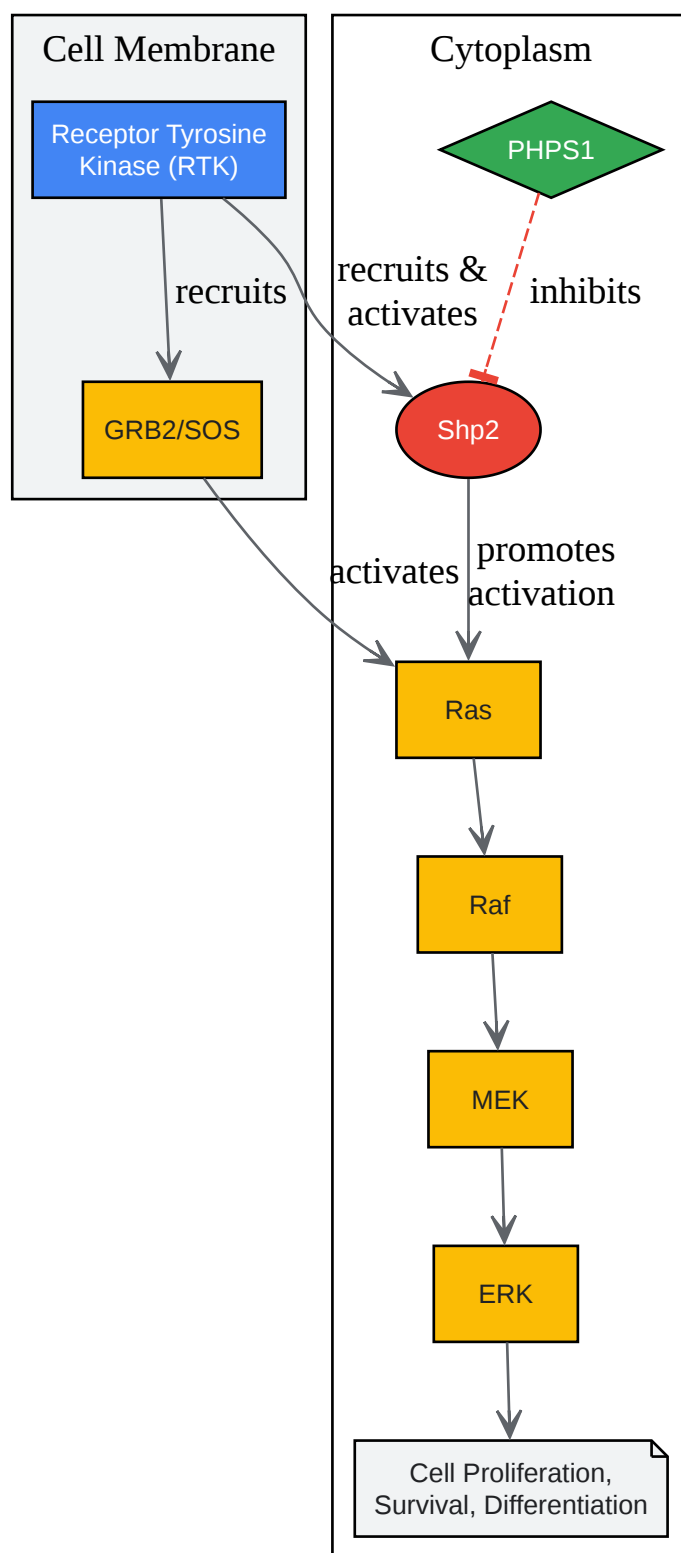 Cell Membrane
Cytoplasm
Receptor Tyrosine
Kinase (RTK)
PHPS1
recruits
recruits &
activates
inhibits
GRB2/SOS
Shp2
activates
promotes
activation
Ras
Raf
MEK
ERK
Cell Proliferation,
Survival, Differentiation